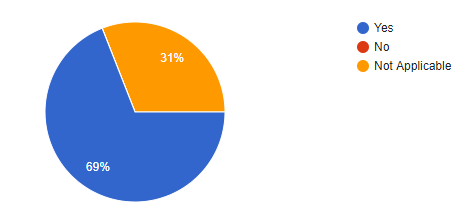 Yes
No
Not Applicable
31%
69%